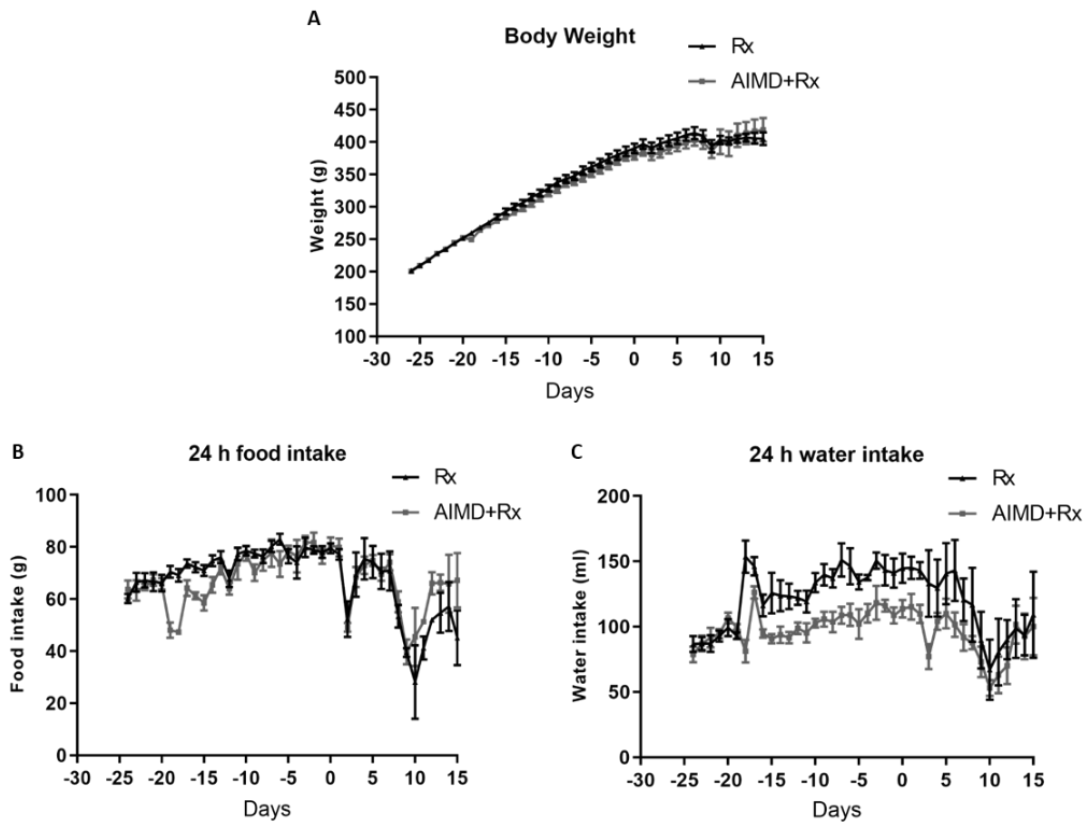 A
Body Weight
Rx
AIMD+Rx
500
450
400
350
300
250
200
150
100
Weight (g)
-30 -25 -20 -15 -10 -5 0 5 10 15
Days
B
24 h food intake
Rx
AIMD+Rx
100
80
60
40
20
0
Food intake (g)
-30 -25 -20 -15 -10 -5 0 5 10 15
Days
C
24 h water intake
Rx
AIMD+Rx
200
150
100
50
0
Water intake (ml)
-30 -25 -20 -15 -10 -5 0 5 10 15
Days